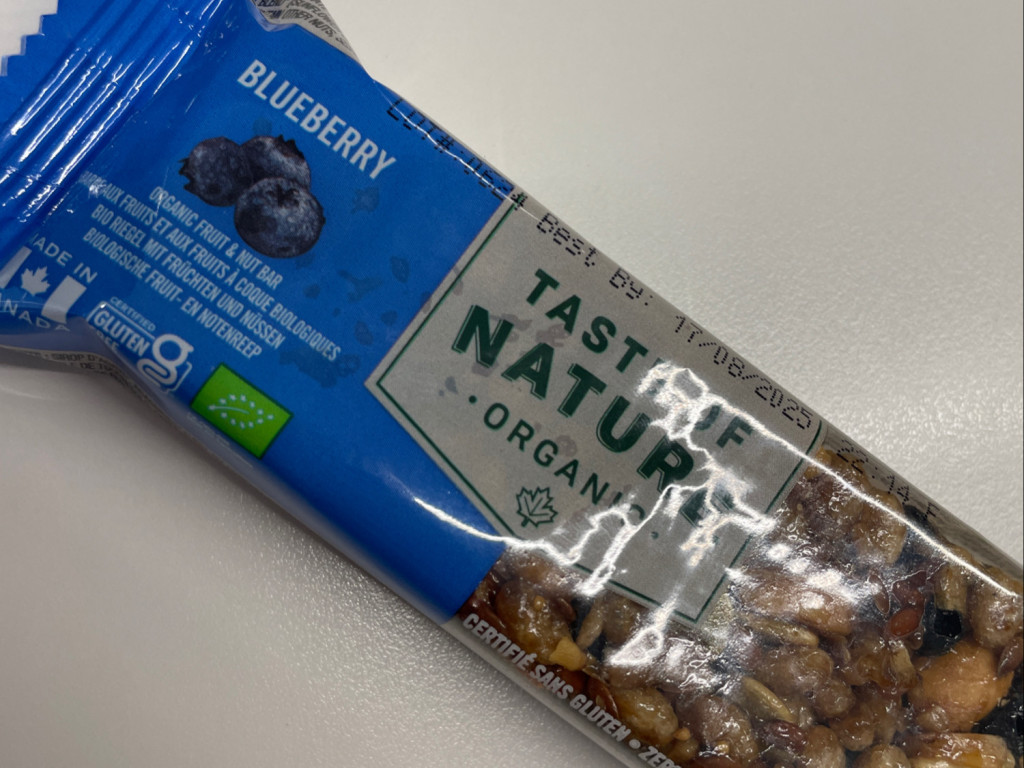 BLUEBERRY
ORGANIC FRUIT & NUT BAR
FRUITS ET AUX FRUITS À COQUE BIOLOGIQUES
BIO RIEGEL MIT FRÜCHTEN UND NÜSSEN
BIOLOGISCHE FRUIT- EN NOTENREEP
MADE IN
CANADA
CERTIFIED
GLUTEN
g
Best By: 17/08/2025
TASTE OF
NATURE
• ORGANIC •
CERTIFIÉ SANS GLUTEN •